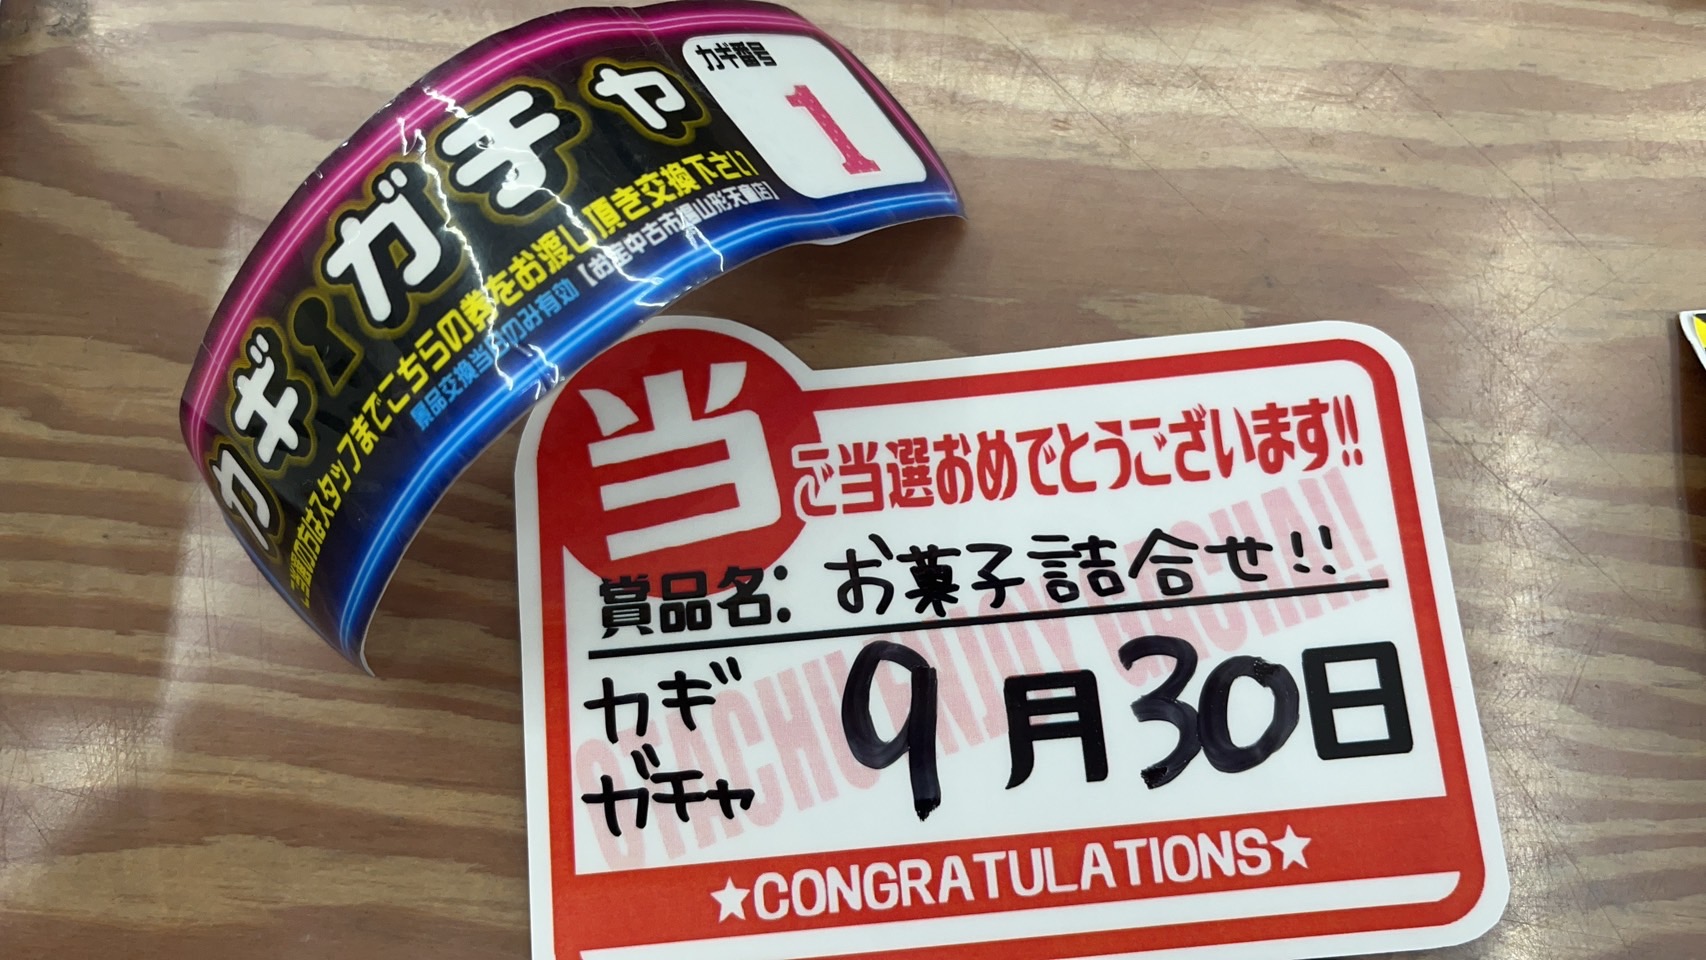 カギガチャ
カギ番号
1
はスタッフまでこちらの券をお渡し頂き交換下さい
景品交換当日のみ有効【お宝中古市場山形天童店】
当
ご当選おめでとうございます!!
賞品名: お菓子詰合せ!!
カギ
ガチャ
9月30日
★CONGRATULATIONS★